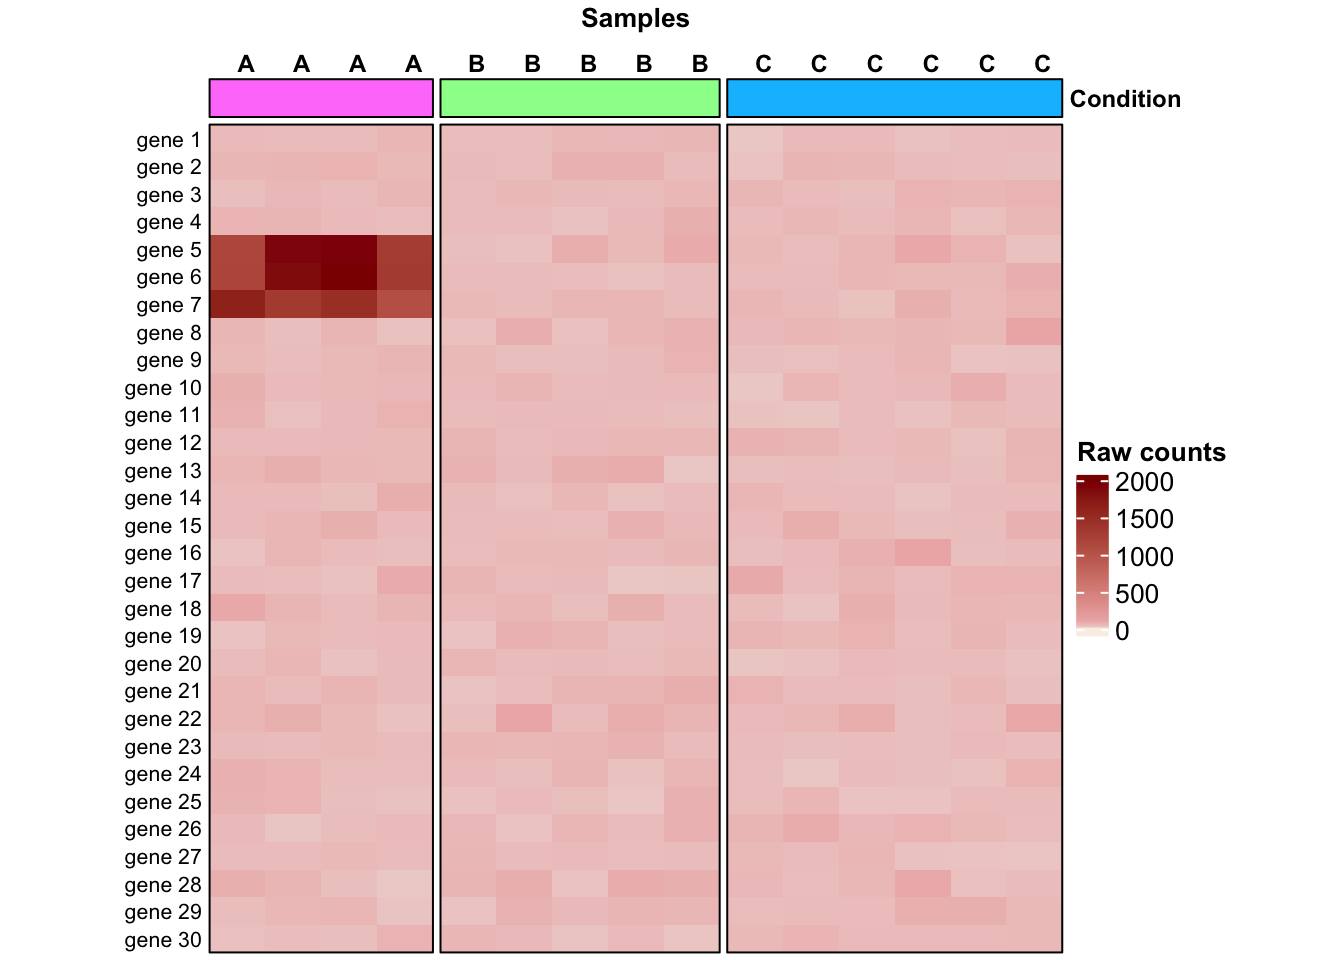 Samples
A A A A B B B B B C C C C C C
Condition
gene 1
gene 2
gene 3
gene 4
gene 5
gene 6
gene 7
gene 8
gene 9
gene 10
gene 11
gene 12
gene 13
gene 14
gene 15
gene 16
gene 17
gene 18
gene 19
gene 20
gene 21
gene 22
gene 23
gene 24
gene 25
gene 26
gene 27
gene 28
gene 29
gene 30
Raw counts
2000
1500
1000
500
0